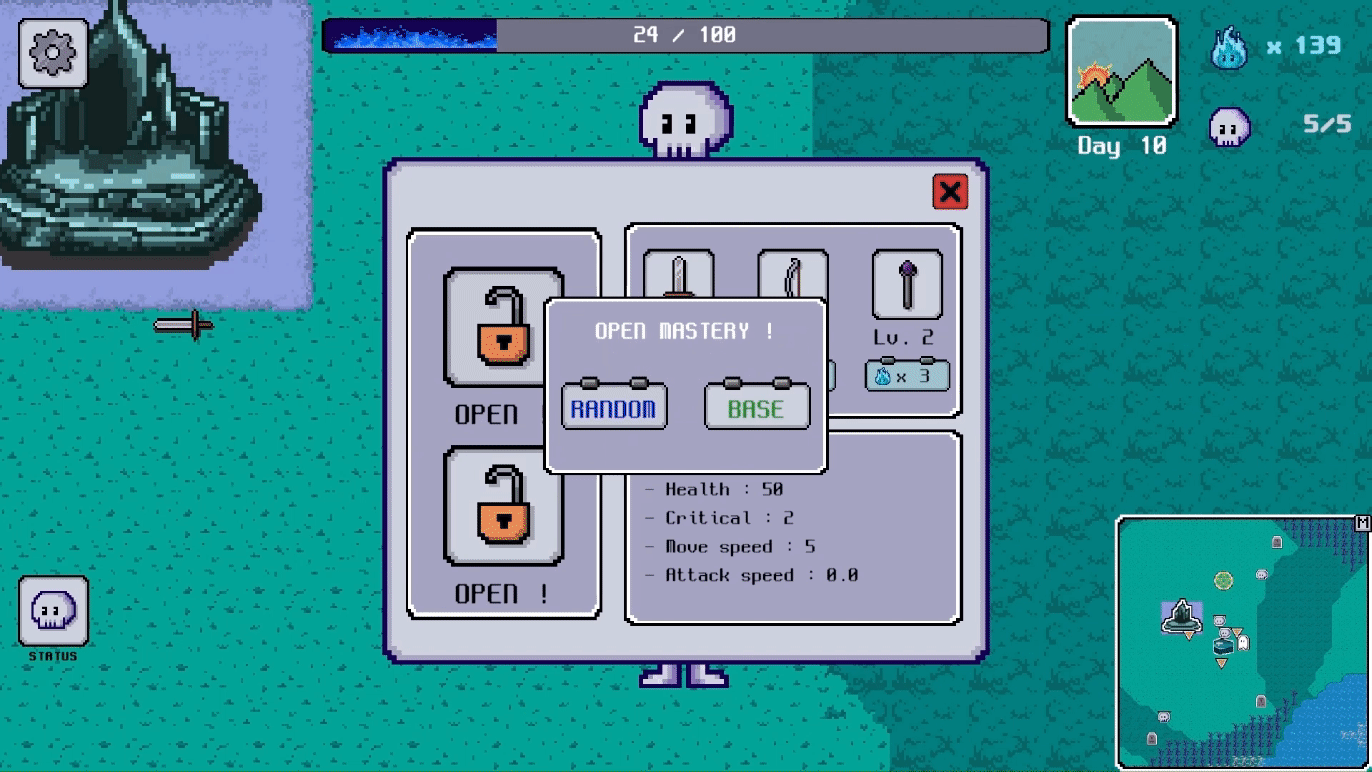 24 / 100
x 139
5/5
Day 10
Lv. 2
x 3
OPEN MASTERY !
RANDOM
BASE
OPEN
- Health : 50
- Critical : 2
- Move speed : 5
- Attack speed : 0.0
OPEN !
STATUS
M